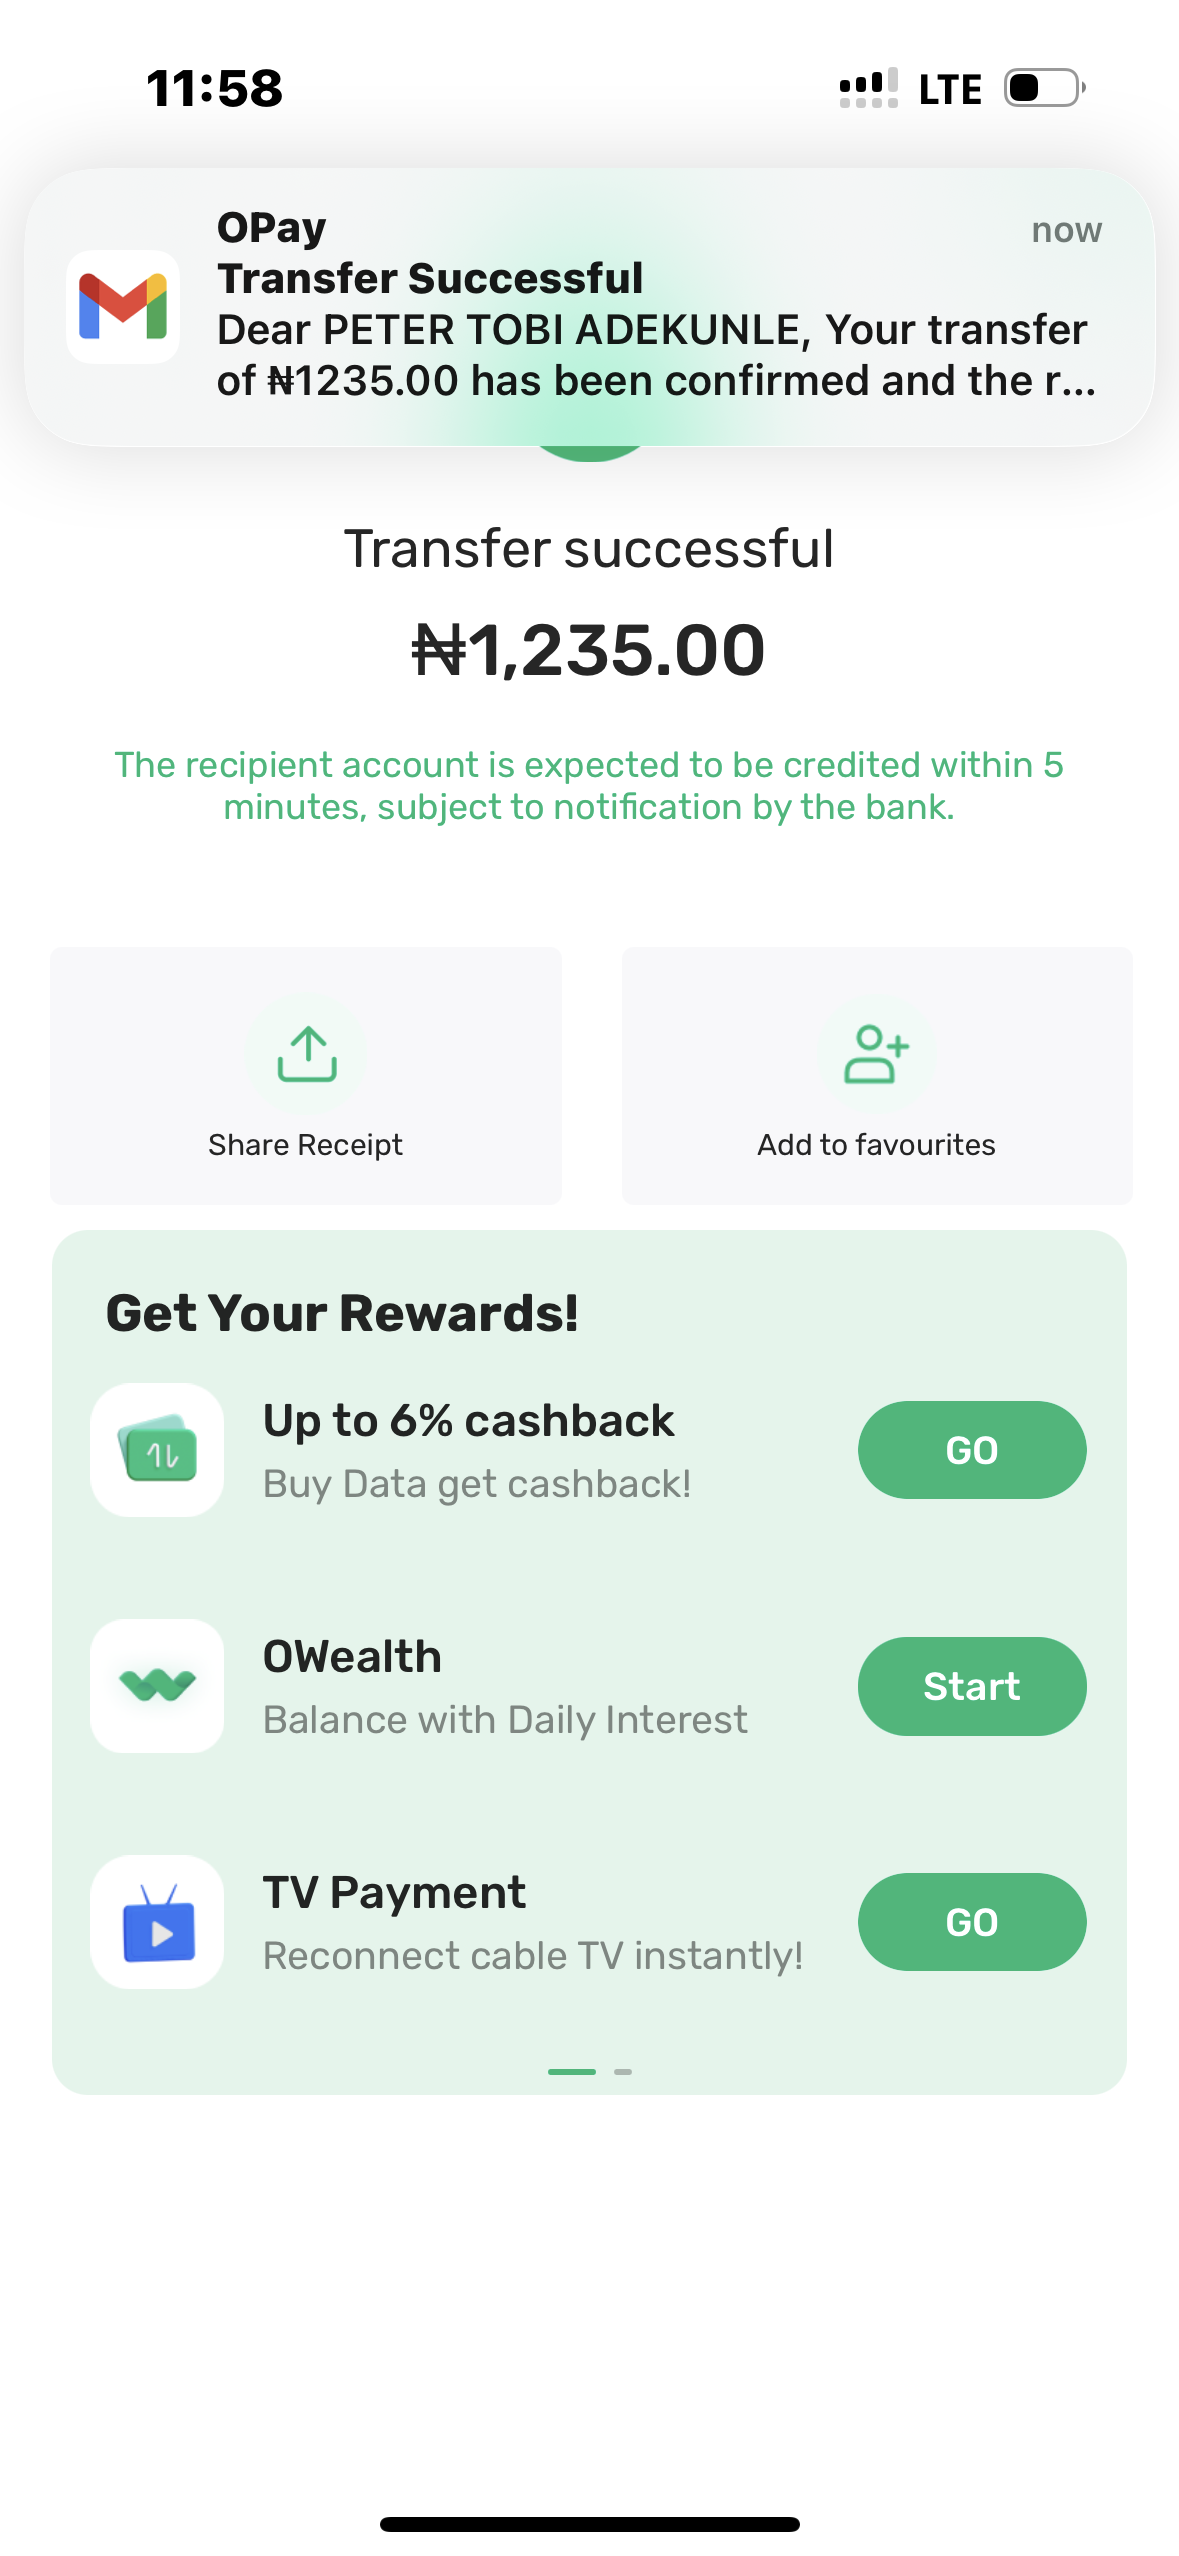 11:58
LTE
OPay
now
Transfer Successful
Dear PETER TOBI ADEKUNLE, Your transfer
of ₦1235.00 has been confirmed and the r...
Transfer successful
₦1,235.00
The recipient account is expected to be credited within 5
minutes, subject to notification by the bank.
Share Receipt
Add to favourites
Get Your Rewards!
Up to 6% cashback
Buy Data get cashback!
GO
OWealth
Balance with Daily Interest
Start
TV Payment
Reconnect cable TV instantly!
GO